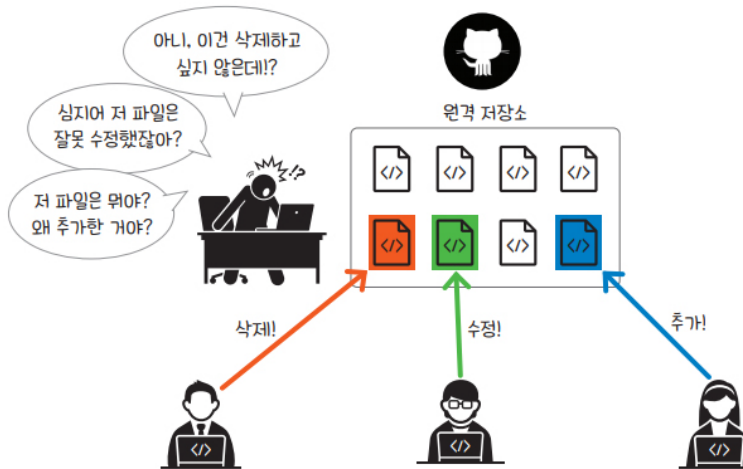 아니, 이건 삭제하고
싶지 않은데!?
심지어 저 파일은
잘못 수정했잖아?
저 파일은 뭐야?
왜 추가한 거야?
!?
원격 저장소
</>
</>
</>
</>
</>
</>
</>
</>
삭제!
수정!
추가!
</>
</>
</>